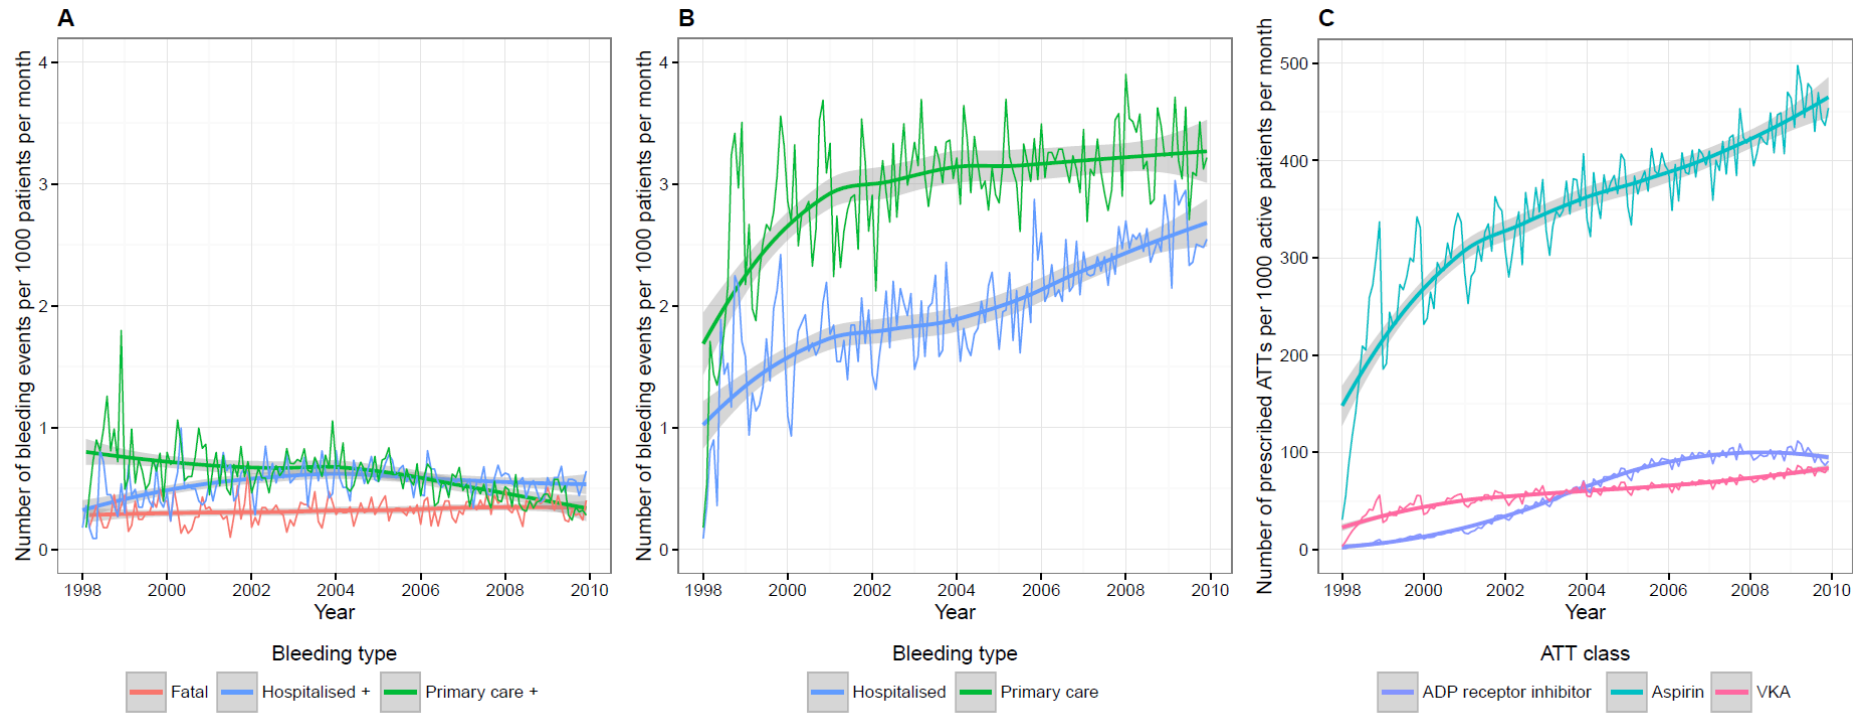 A
Number of bleeding events per 1000 patients per month
4
3
2
1
0
1998 2000 2002 2004 2006 2008 2010
Year
Bleeding type
Fatal Hospitalised + Primary care +
B
Number of bleeding events per 1000 patients per month
4
3
2
1
0
1998 2000 2002 2004 2006 2008 2010
Year
Bleeding type
Hospitalised Primary care
C
Number of prescribed ATTs per 1000 active patients per month
500
400
300
200
100
0
1998 2000 2002 2004 2006 2008 2010
Year
ATT class
ADP receptor inhibitor Aspirin VKA